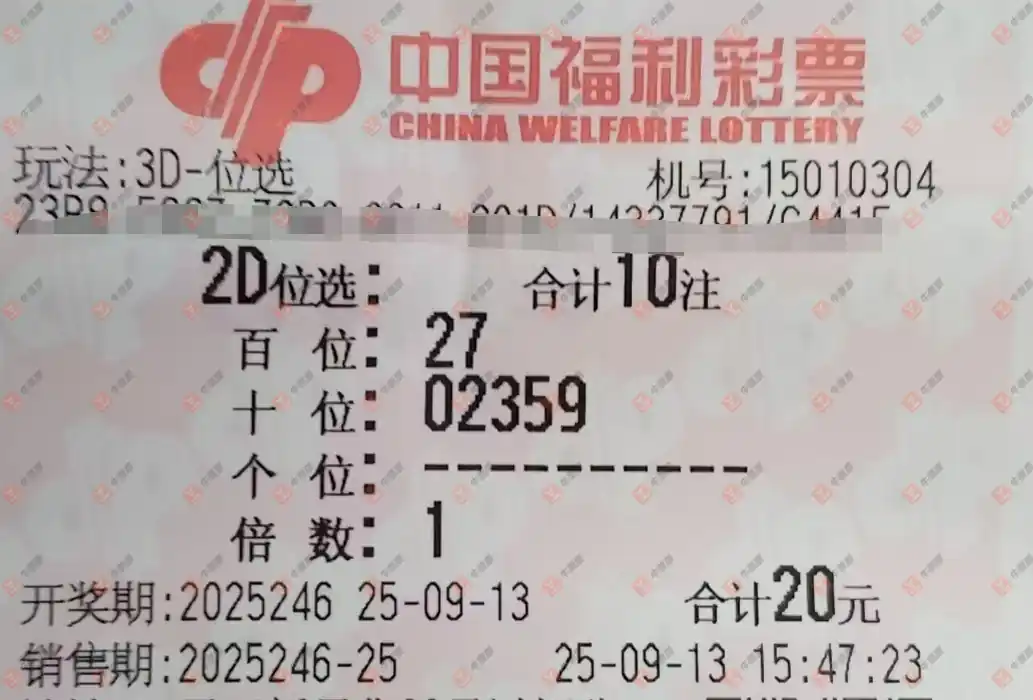 中国福利彩票
CHINA WELFARE LOTTERY
玩法:3D-位选 机号:15010304
2D位选: 合计10注
百 位: 27
十 位: 02359
个 位: ----------
倍 数: 1
开奖期:2025246 25-09-13 合计20元
销售期:2025246-25 25-09-13 15:47:23